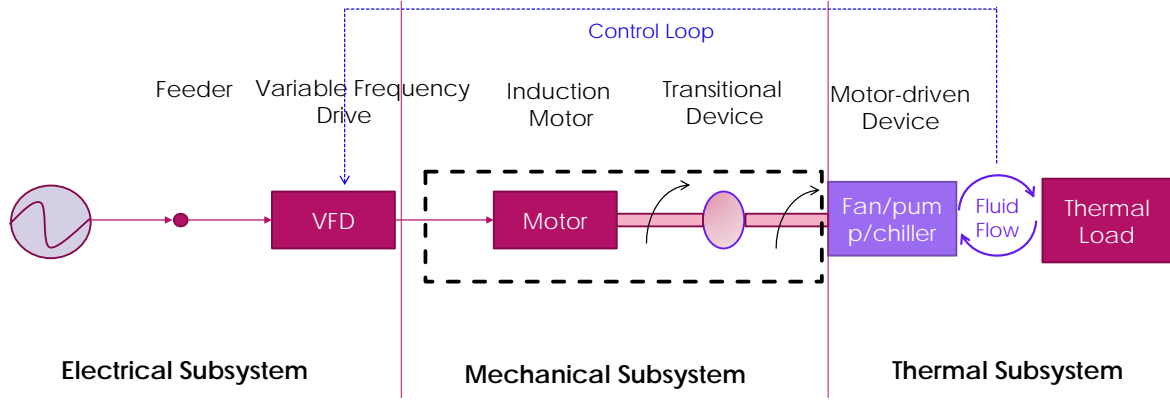 Control Loop
Feeder
Variable Frequency
Drive
Induction
Motor
Transitional
Device
Motor-driven
Device
VFD
Motor
Fan/pum
p/chiller
Fluid
Flow
Thermal
Load
Electrical Subsystem
Mechanical Subsystem
Thermal Subsystem